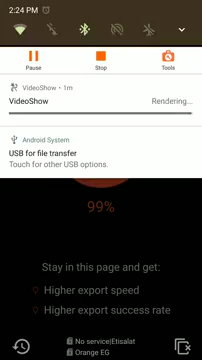 2:24 PM
Pause Stop Tools
VideoShow • 1m
VideoShow Rendering...
Android System
USB for file transfer
Touch for other USB options.
99%
Stay in this page and get:
Higher export speed
Higher export success rate
No service|Etisalat
Orange EG